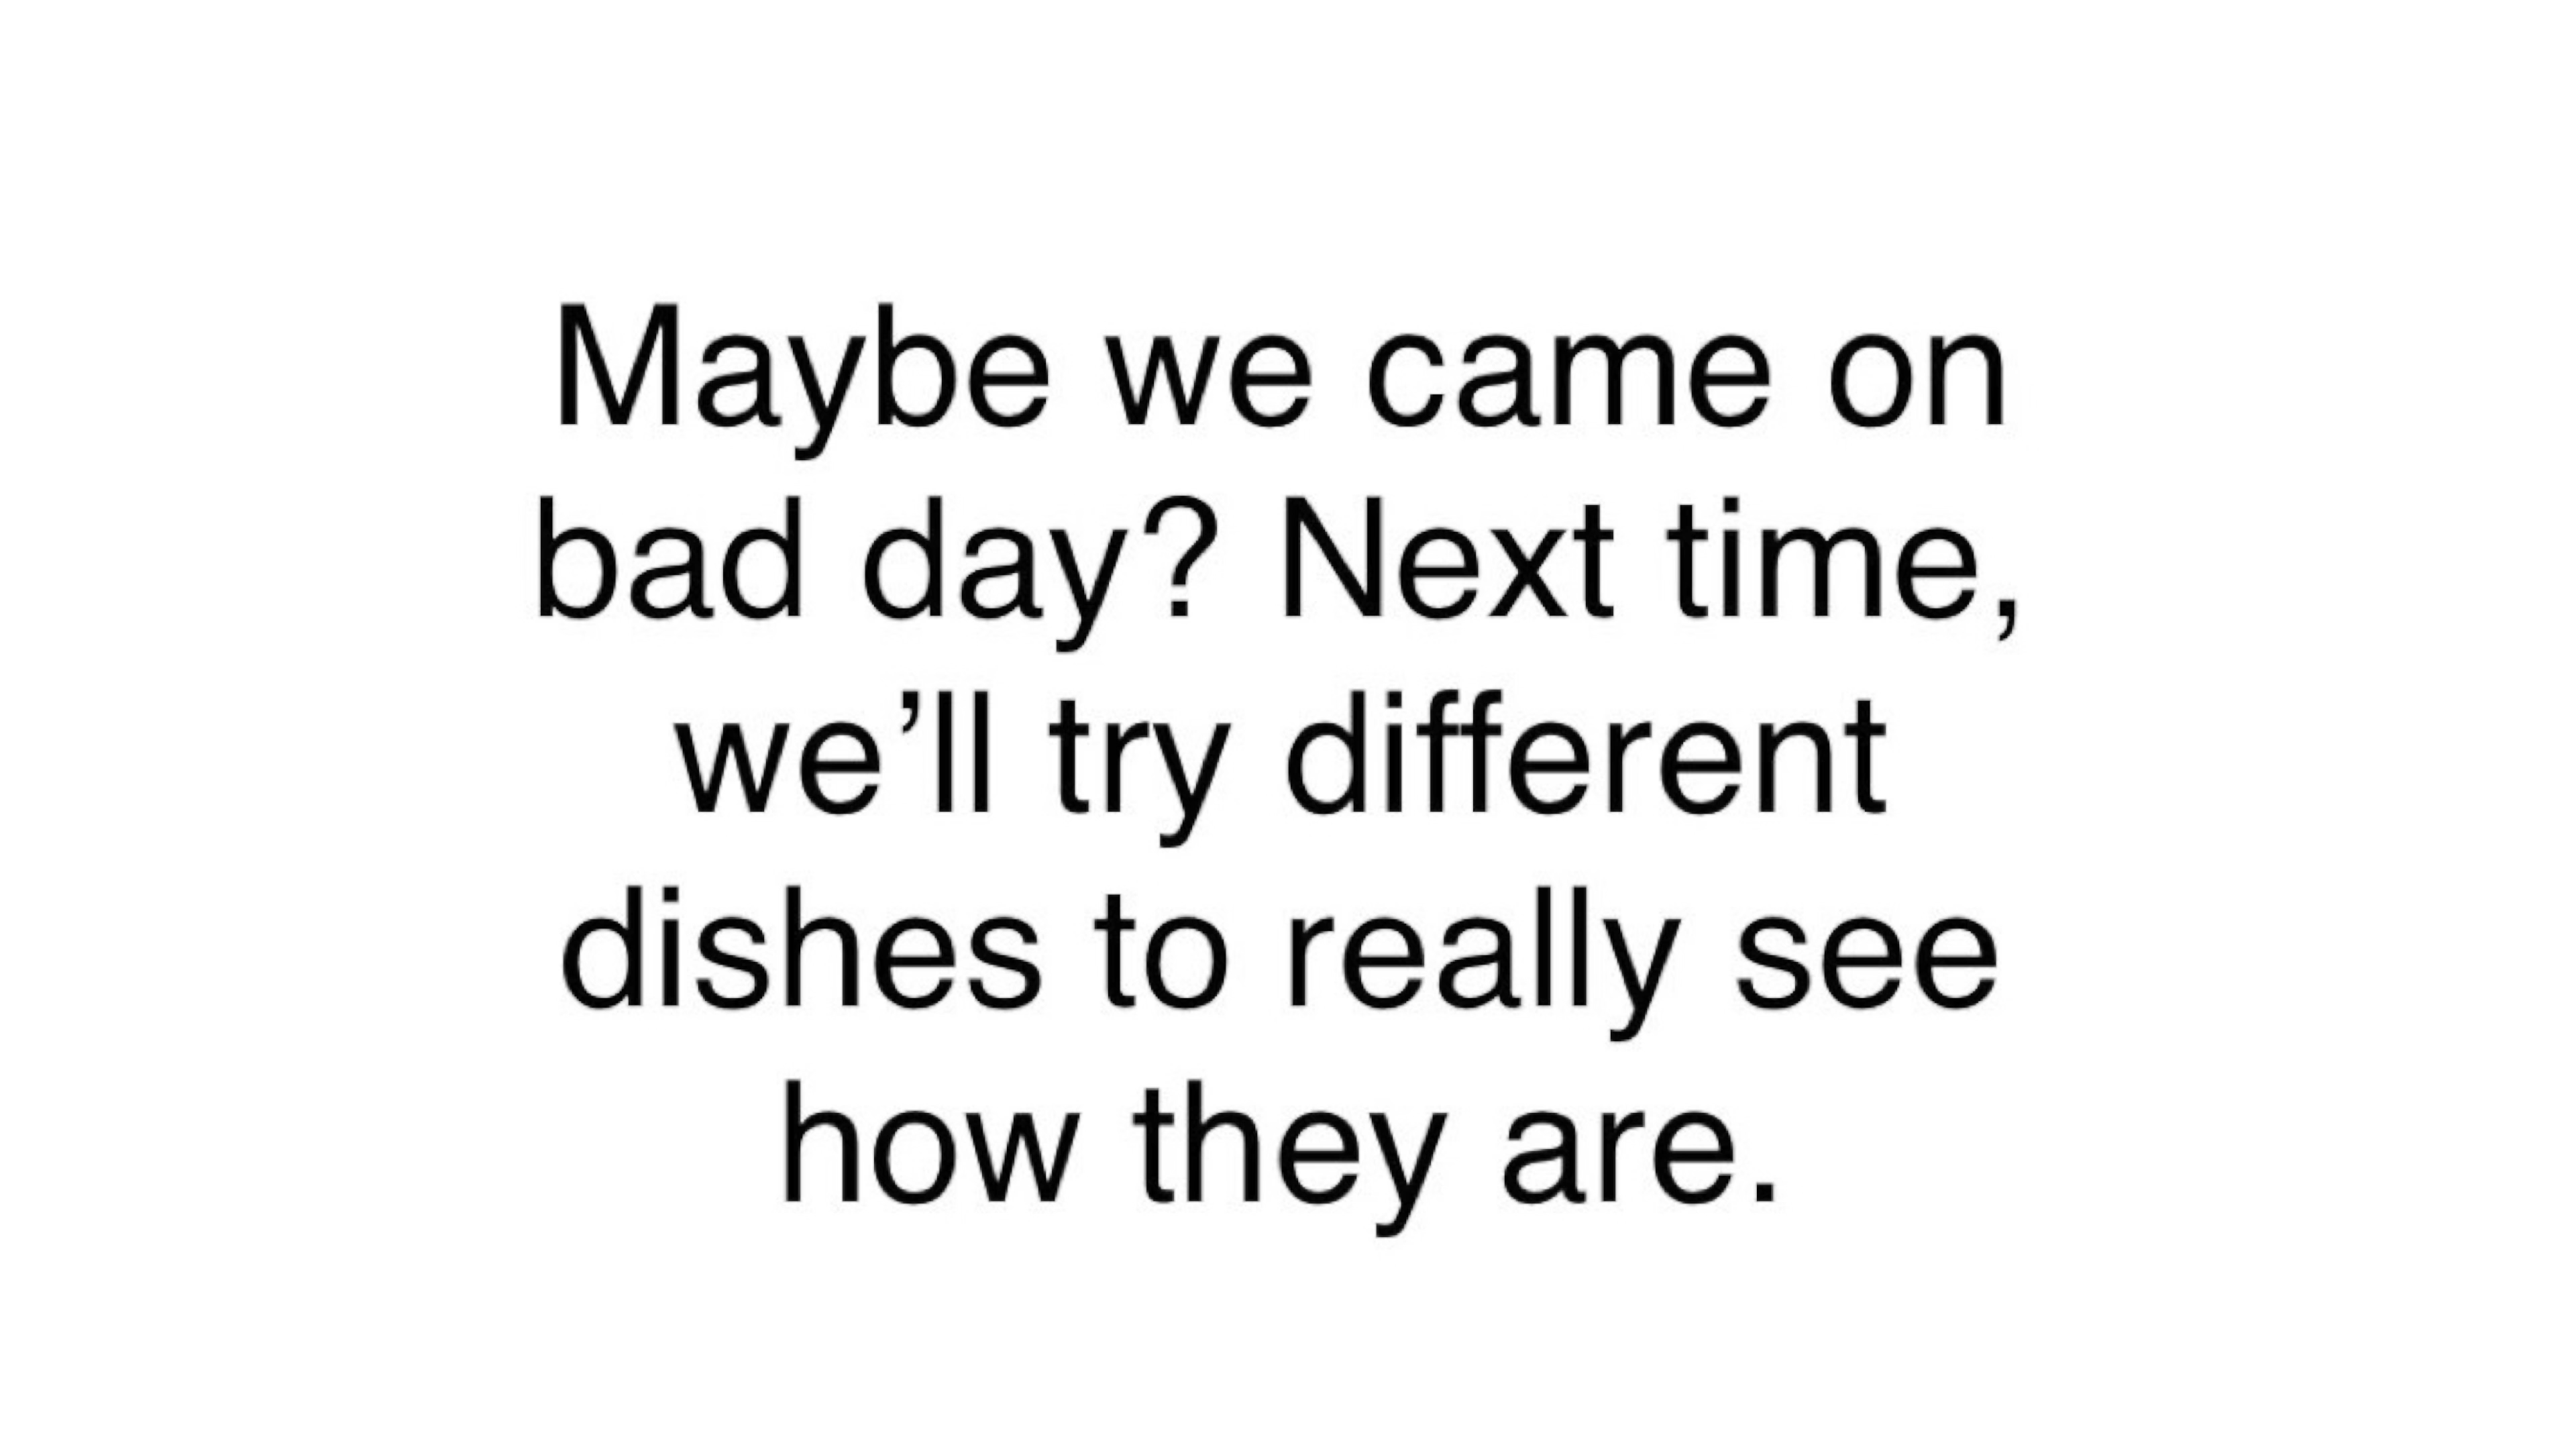 Maybe we came on
bad day? Next time,
we’ll try different
dishes to really see
how they are.